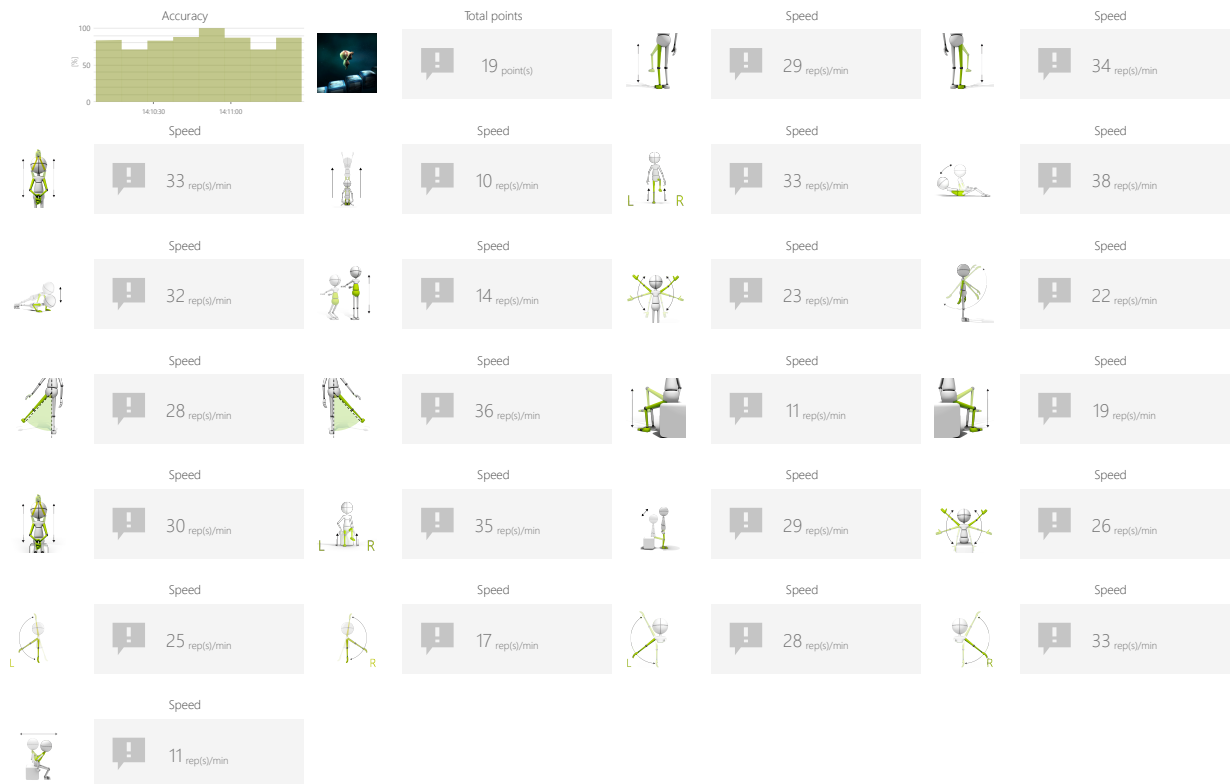 Accuracy
Total points
Speed
Speed
100
[%]
50
0
14:10:30
14:11:00
19 point(s)
29 rep(s)/min
34 rep(s)/min
Speed
Speed
Speed
Speed
33 rep(s)/min
10 rep(s)/min
L R
33 rep(s)/min
38 rep(s)/min
Speed
Speed
Speed
Speed
32 rep(s)/min
14 rep(s)/min
23 rep(s)/min
2 rep(s)/min
Speed
Speed
Speed
Speed
28 rep(s)/min
36 rep(s)/min
11 rep(s)/min
19 rep(s)/min
Speed
Speed
Speed
Speed
30 rep(s)/min
L R
35 rep(s)/min
29 rep(s)/min
26 rep(s)/min
Speed
Speed
Speed
Speed
L
25 rep(s)/min
R
17 rep(s)/min
L
28 rep(s)/min
R
33 rep(s)/min
Speed
11 rep(s)/min